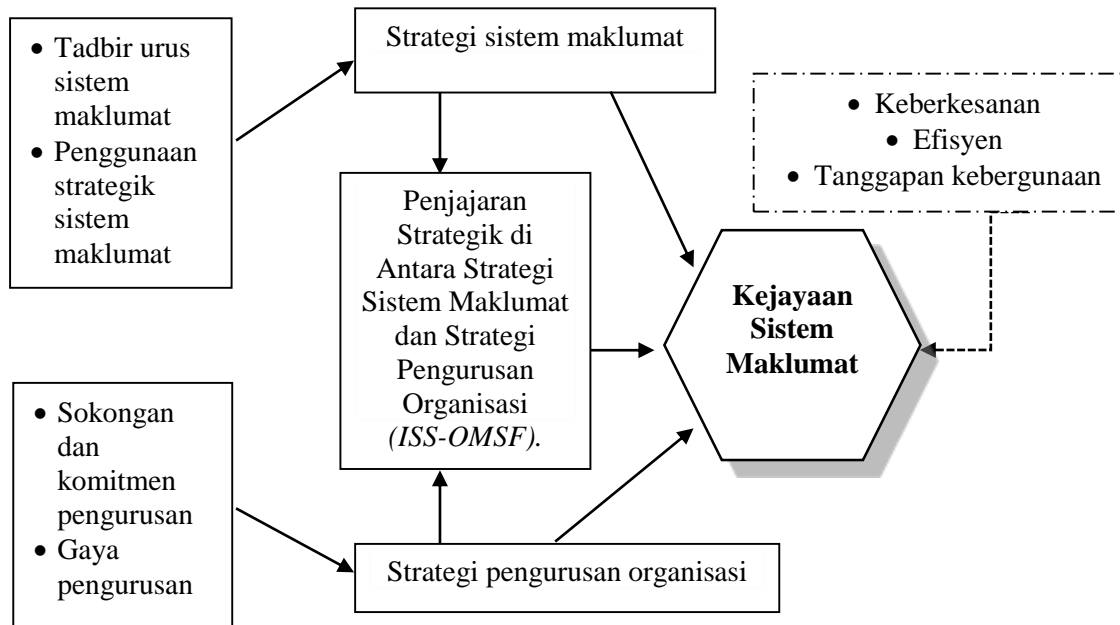 • Tadbir urus
sistem
maklumat
• Penggunaan
strategik
sistem
maklumat
Strategi sistem maklumat
• Keberkesanan
• Efisyen
• Tanggapan kebergunaan
Penjajaran
Strategik di
Antara Strategi
Sistem Maklumat
dan Strategi
Pengurusan
Organisasi
(ISS-OMSF).
Kejayaan
Sistem
Maklumat
• Sokongan
dan
komitmen
pengurusan
• Gaya
pengurusan
Strategi pengurusan organisasi